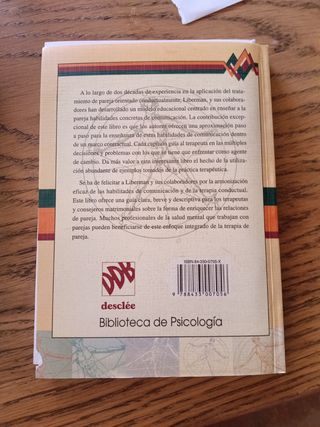 A lo largo de dos décadas de experiencia en la aplicación del trata-
miento de pareja orientado conductualmente, Liberman, y sus colabora-
dores han desarrollado un modelo educacional centrado en enseñar a la
pareja habilidades concretas de comunicación. La contribución excep-
cional de este libro es que los autores ofrecen una aproximación paso
a paso para la enseñanza de estas habilidades de comunicación dentro
de un marco contractual. Cada capítulo guía al terapeuta en las múltiples
decisiones y problemas con los que se tiene que enfrentar como agente
de cambio. Da más valor a este interesante libro el hecho de la utiliza-
ción abundante de ejemplos tomados de la práctica terapéutica.
Se ha de felicitar a Liberman y sus colaboradores por la armonización
eficaz de las habilidades de comunicación y de la terapia conductual.
Este libro ofrece una guía clara, breve y descriptiva para los terapeutas
y consejeros matrimoniales sobre la forma de enriquecer las relaciones
de pareja. Muchos profesionales de la salud mental que trabajan con
parejas pueden beneficiarse de este enfoque integrado de la terapia de
pareja.
DDB
desclée
ISBN 84-330-0705-X
9 788433 007056
Biblioteca de Psicología